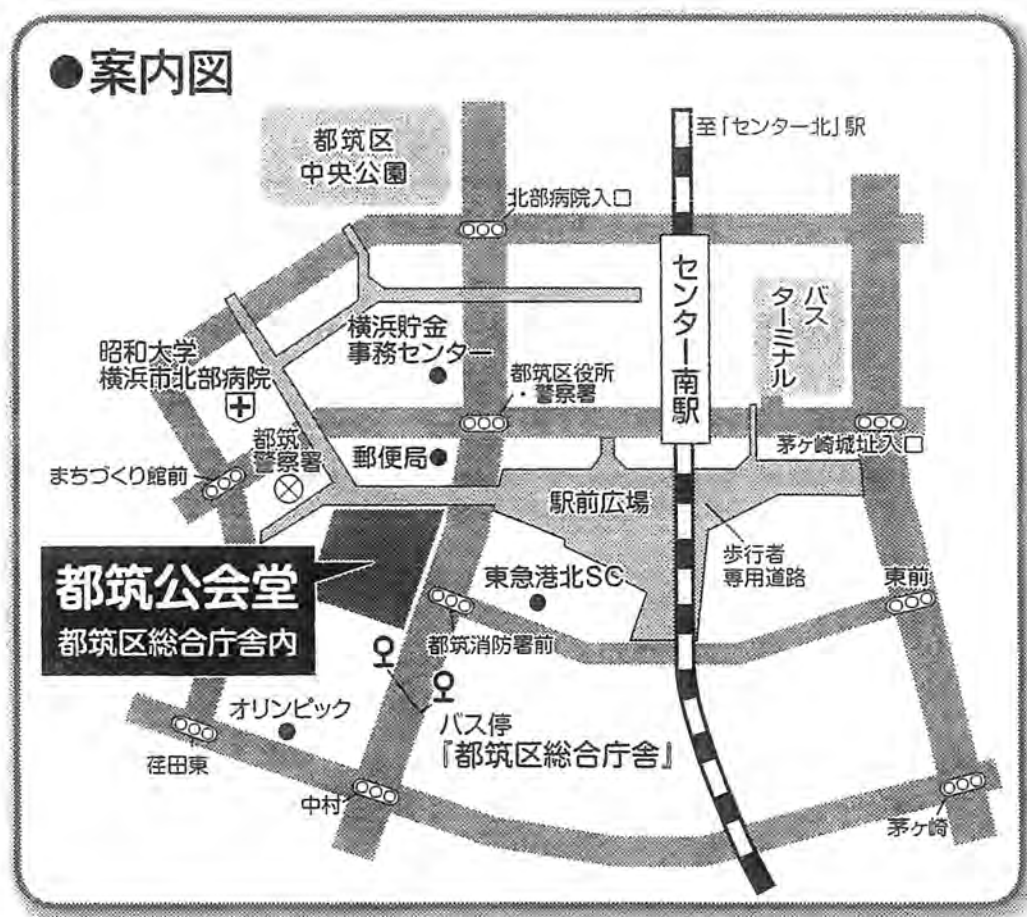 ●案内図
都筑区
中央公園
至「センター北」駅
北部病院入口
センター南駅
バス
ターミナル
横浜貯金
事務センター
昭和大学
横浜市北部病院
都筑区役所
・警察署
茅ヶ崎城址入口
都筑
警察署
郵便局
まちづくり館前
駅前広場
歩行者
専用道路
都筑公会堂
都筑区総合庁舎内
東急港北SC
東前
都筑消防署前
オリンピック
バス停
『都筑区総合庁舎』
荏田東
中村
茅ヶ崎